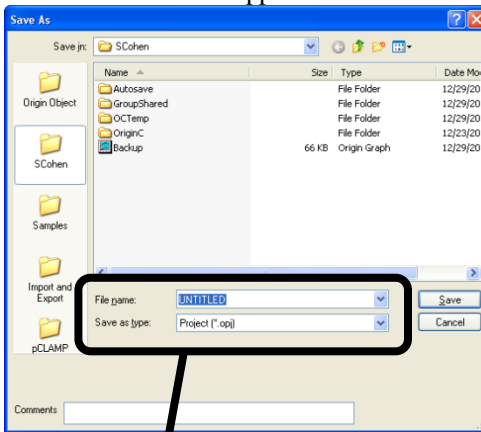 Save As
Save in: SCohen
Name Size Type Date Mo
Autosave File Folder 12/29/20
GroupShared File Folder 12/29/20
OCTemp File Folder 12/29/20
OriginC File Folder 12/23/20
Backup 66 KB Origin Graph 12/29/20
Origin Object
SCohen
Samples
Import and
Export
pCLAMP
File name: UNTITLED
Save as type: Project (*.opj)
Save
Cancel
Comments